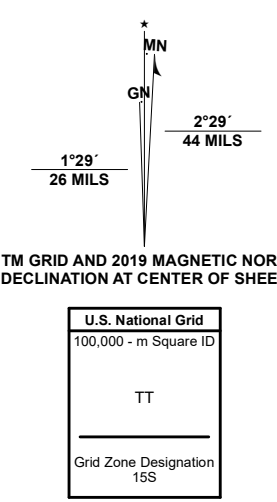 ★
MN
GN
2°29´
44 MILS
1°29´
26 MILS
TM GRID AND 2019 MAGNETIC NOR
DECLINATION AT CENTER OF SHEE
U.S. National Grid
100,000 - m Square ID
TT
Grid Zone Designation
15S